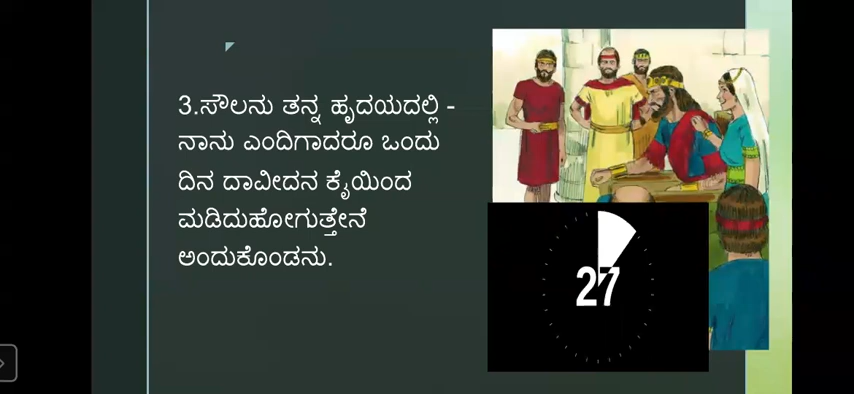 3.ಸೌಲನು ತನ್ನ ಹೃದಯದಲ್ಲಿ -
ನಾನು ಎಂದಿಗಾದರೂ ಒಂದು
ದಿನ ದಾವೀದನ ಕೈಯಿಂದ
ಮಡಿದುಹೋಗುತ್ತೇನೆ
ಅಂದುಕೊಂಡನು.
27